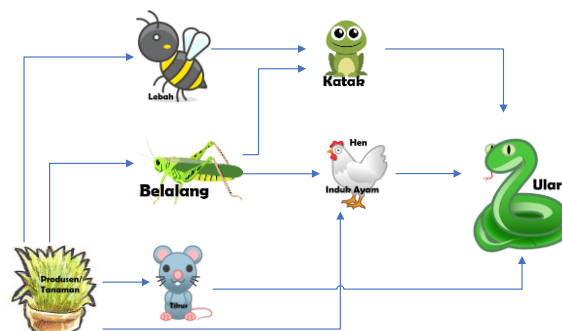 Lebah
Katak
Belalang
Hen
Induk Ayam
Ular
Produsen/
Tanaman
Tikus